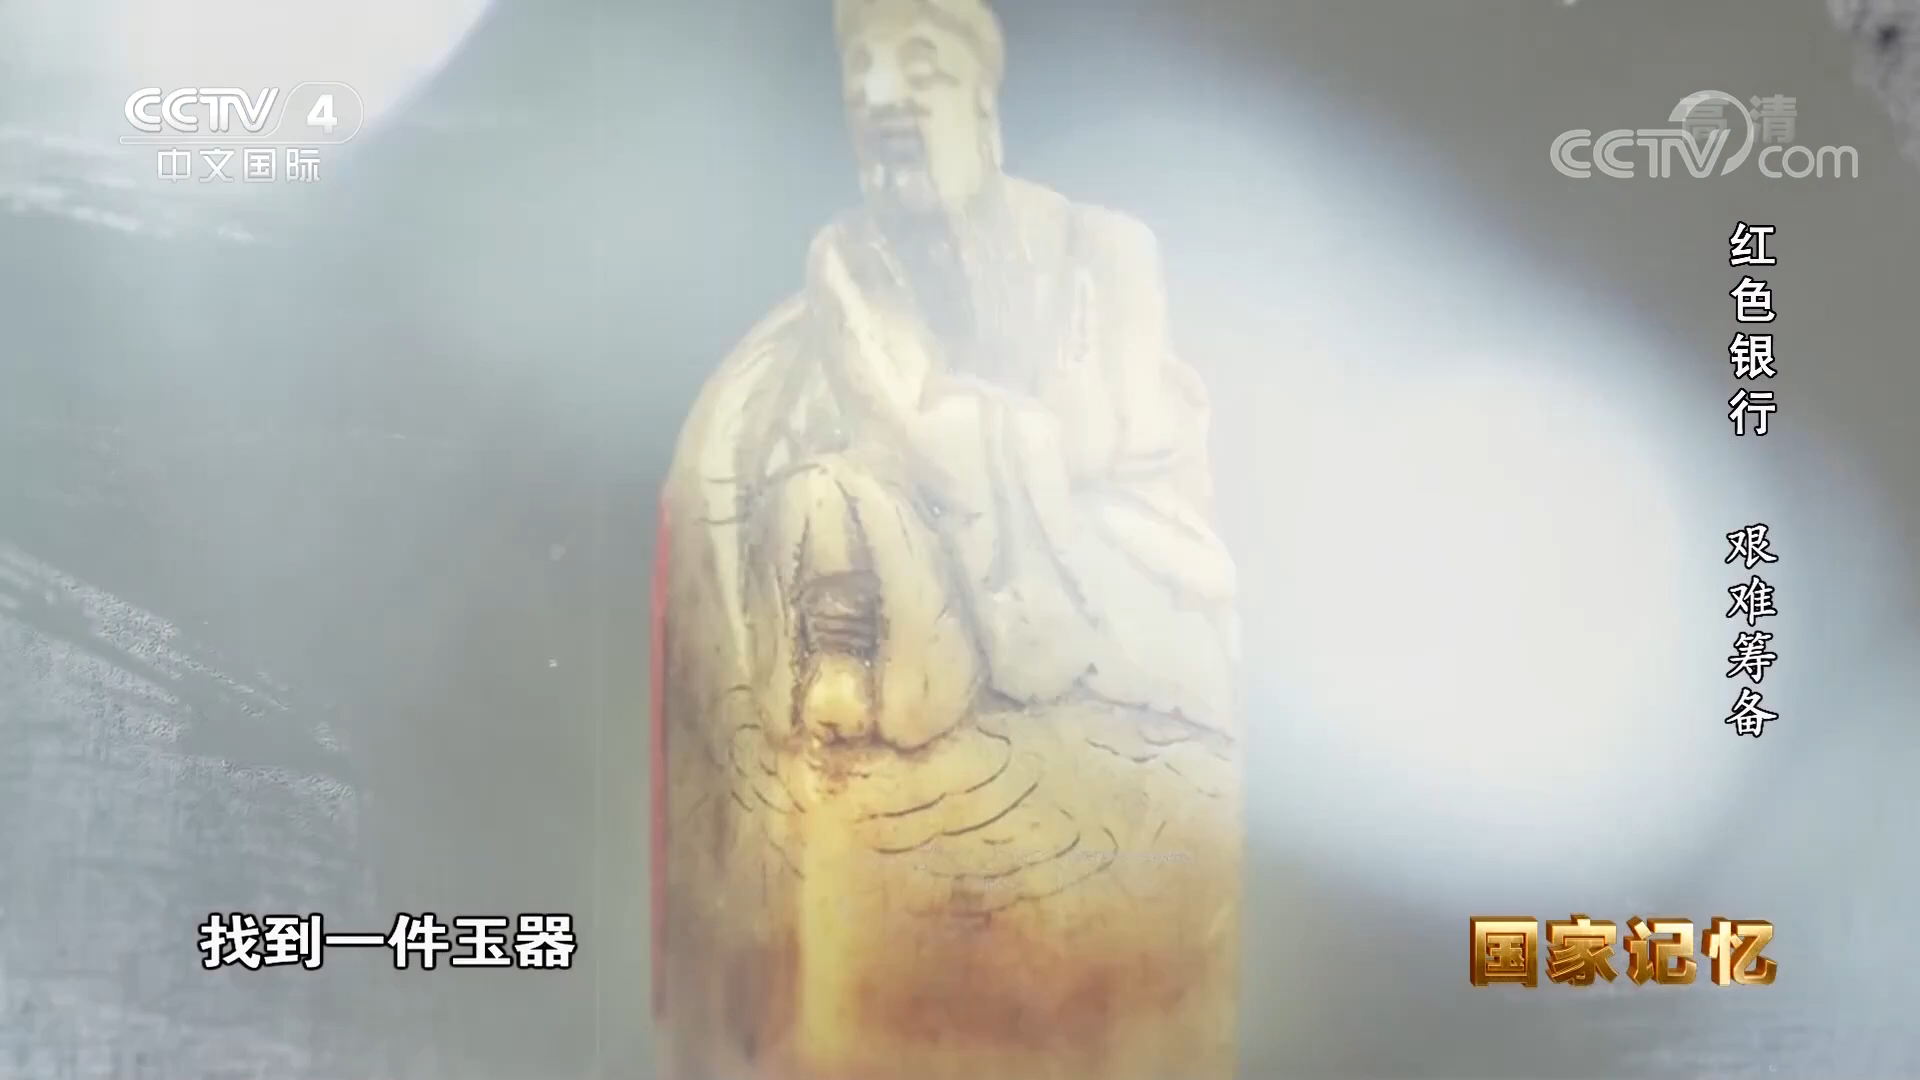 CCTV 4
中文国际
高清
CCTV.com
红色银行 艰难筹备
找到一件玉器
国家记忆